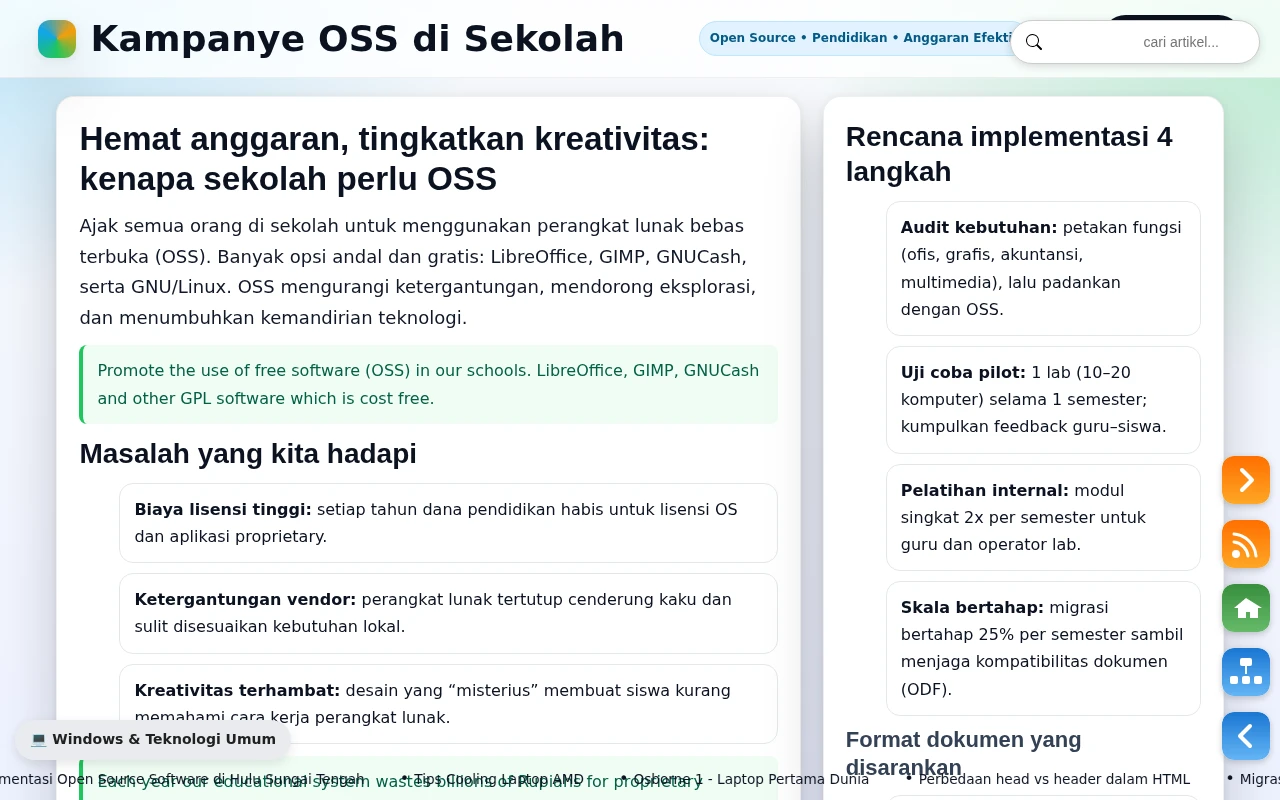 Kampanye OSS di Sekolah
Open Source • Pendidikan • Anggaran Efekti
cari artikel...
Hemat anggaran, tingkatkan kreativitas:
kenapa sekolah perlu OSS
Ajak semua orang di sekolah untuk menggunakan perangkat lunak bebas
terbuka (OSS). Banyak opsi andal dan gratis: LibreOffice, GIMP, GNUCash,
serta GNU/Linux. OSS mengurangi ketergantungan, mendorong eksplorasi,
dan menumbuhkan kemandirian teknologi.
Promote the use of free software (OSS) in our schools. LibreOffice, GIMP, GNUCash
and other GPL software which is cost free.
Masalah yang kita hadapi
Biaya lisensi tinggi: setiap tahun dana pendidikan habis untuk lisensi OS
dan aplikasi proprietary.
Ketergantungan vendor: perangkat lunak tertutup cenderung kaku dan
sulit disesuaikan kebutuhan lokal.
Kreativitas terhambat: desain yang “misterius” membuat siswa kurang
memahami cara kerja perangkat lunak.
Each year our educational system wastes billions of Rupiahs for proprietary
Rencana implementasi 4
langkah
Audit kebutuhan: petakan fungsi
(ofis, grafis, akuntansi,
multimedia), lalu padankan
dengan OSS.
Uji coba pilot: 1 lab (10–20
komputer) selama 1 semester;
kumpulkan feedback guru–siswa.
Pelatihan internal: modul
singkat 2x per semester untuk
guru dan operator lab.
Skala bertahap: migrasi
bertahap 25% per semester sambil
menjaga kompatibilitas dokumen
(ODF).
Format dokumen yang
disarankan
💻 Windows & Teknologi Umum
mentasi Open Source Software di Hulu Sungai Tengah • Tips Cooling Laptop AMD • Osborne 1 - Laptop Pertama Dunia • Perbedaan head vs header dalam HTML • Migras